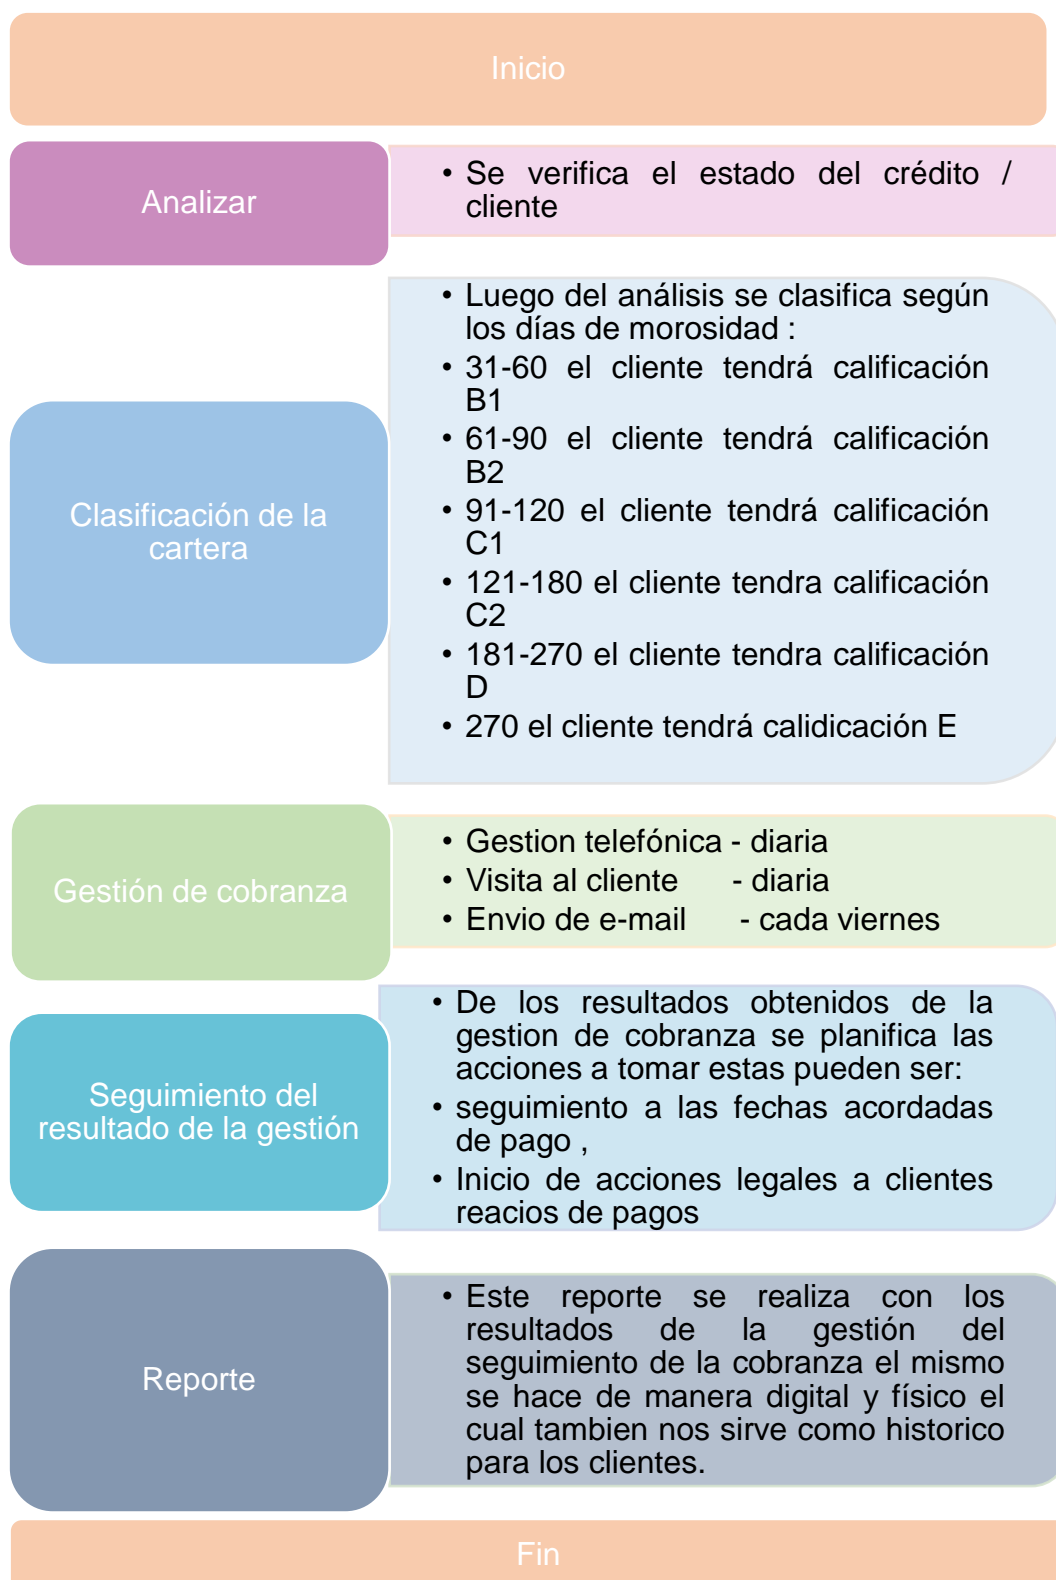 Inicio
Analizar
• Se verifica el estado del crédito /
cliente
Clasificación de la
cartera
• Luego del análisis se clasifica según
los días de morosidad :
• 31-60 el cliente tendrá calificación
B1
• 61-90 el cliente tendrá calificación
B2
• 91-120 el cliente tendrá calificación
C1
• 121-180 el cliente tendra calificación
C2
• 181-270 el cliente tendra calificación
D
• 270 el cliente tendrá calidicación E
Gestión de cobranza
• Gestion telefónica - diaria
• Visita al cliente - diaria
• Envio de e-mail - cada viernes
Seguimiento del
resultado de la gestión
• De los resultados obtenidos de la
gestion de cobranza se planifica las
acciones a tomar estas pueden ser:
• seguimiento a las fechas acordadas
de pago ,
• Inicio de acciones legales a clientes
reacios de pagos
Reporte
• Este reporte se realiza con los
resultados de la gestión del
seguimiento de la cobranza el mismo
se hace de manera digital y físico el
cual tambien nos sirve como historico
para los clientes.
Fin